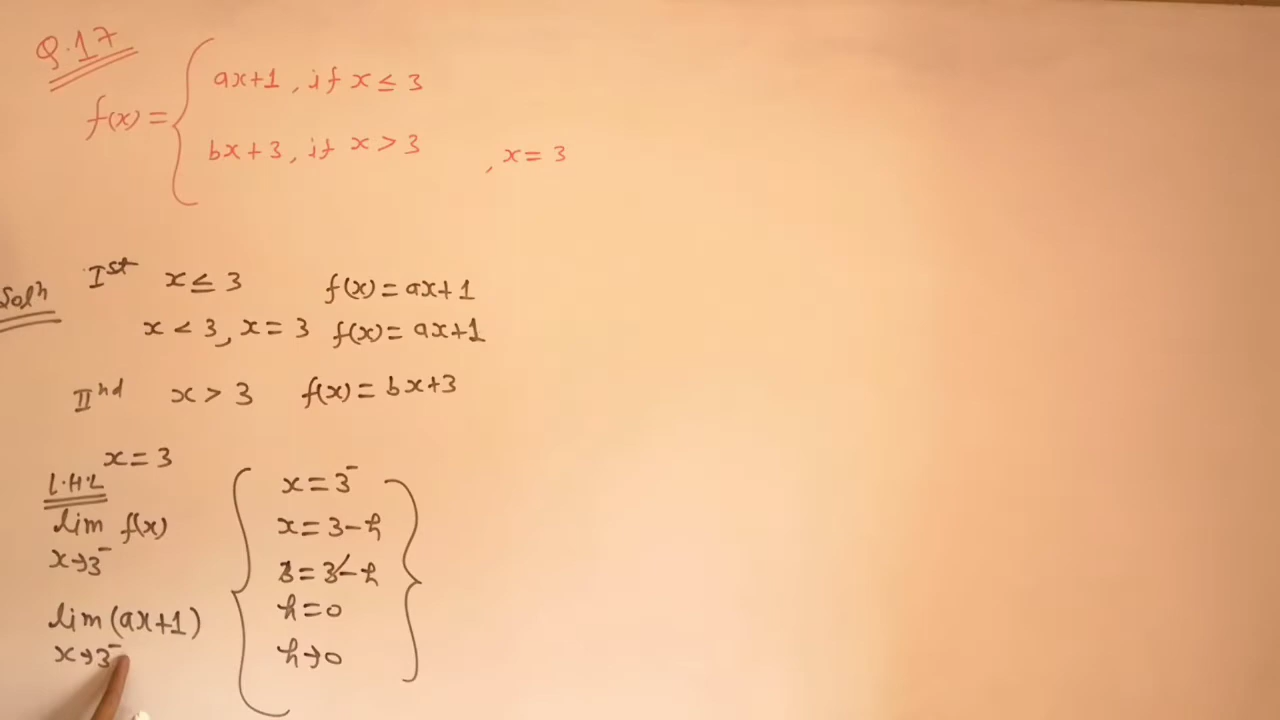 Q.17
f(x) = { ax+1, if x ≤ 3
bx+3, if x > 3 , x = 3
Solⁿ Iˢᵗ x ≤ 3 f(x) = ax+1
x < 3, x = 3 f(x) = ax+1
IIⁿᵈ x > 3 f(x) = bx+3
x = 3
L.H.L
lim f(x)
x→3⁻
lim (ax+1)
x→3⁻
{ x = 3⁻
x = 3-h
3 = 3-h
h = 0
h→0 }